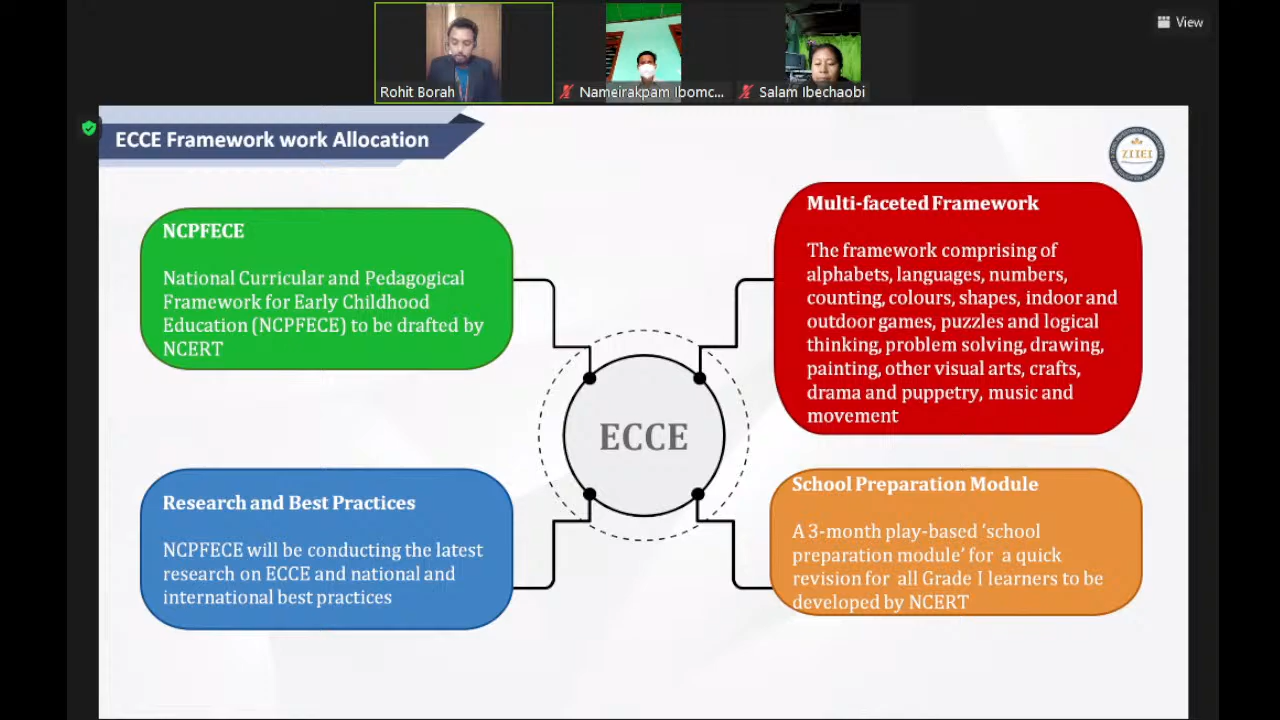 View
Rohit Borah
Nameirakpam Ibomc...
Salam Ibechaobi
ECCE Framework work Allocation
ZIIEI
NCPFECE
National Curricular and Pedagogical
Framework for Early Childhood
Education (NCPFECE) to be drafted by
NCERT
Multi-faceted Framework
The framework comprising of
alphabets, languages, numbers,
counting, colours, shapes, indoor and
outdoor games, puzzles and logical
thinking, problem solving, drawing,
painting, other visual arts, crafts,
drama and puppetry, music and
movement
ECCE
Research and Best Practices
NCPFECE will be conducting the latest
research on ECCE and national and
international best practices
School Preparation Module
A 3-month play-based ‘school
preparation module’ for a quick
revision for all Grade I learners to be
developed by NCERT